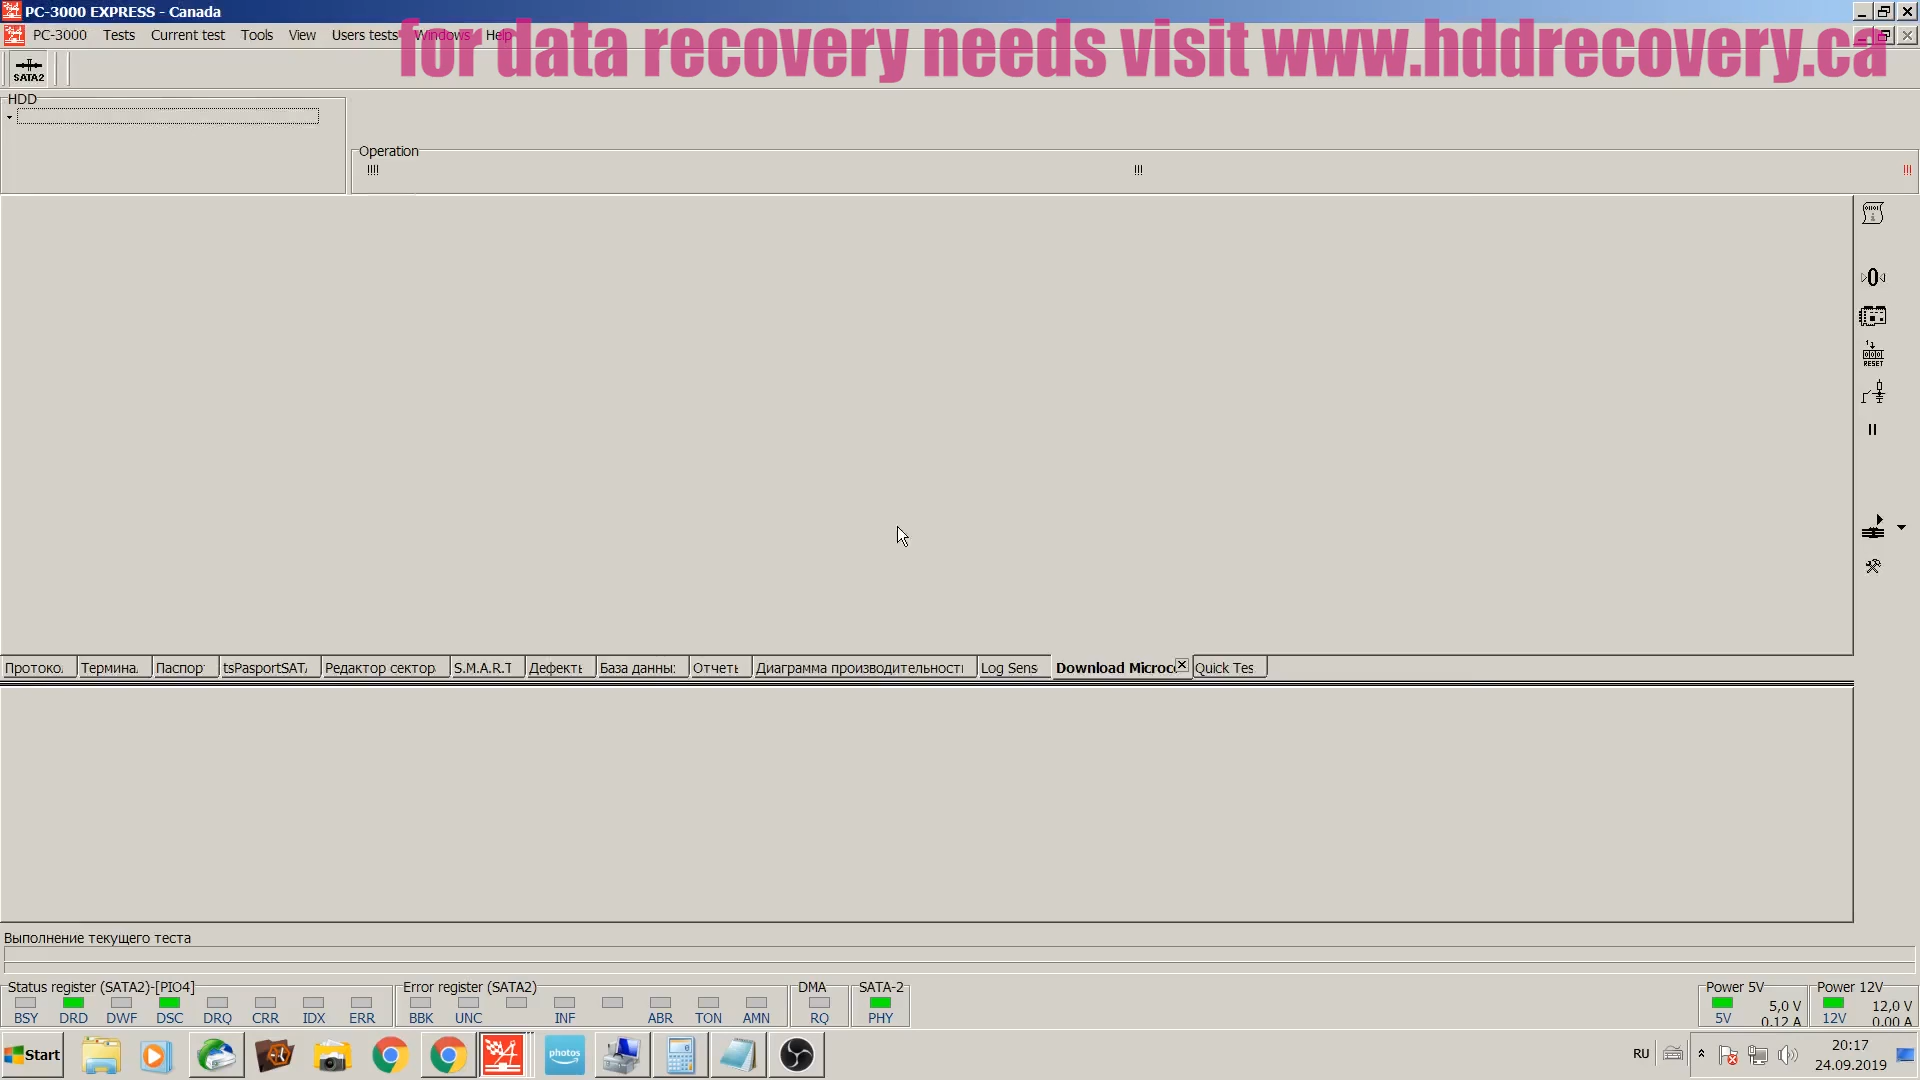 PC-3000 EXPRESS - Canada
PC-3000 Tests Current test Tools View Users tests Windows Help
for data recovery needs visit www.hddrecovery.ca
SATA2
HDD
Operation
!!!! !!! !!!
RESET
Протоко Термина Паспор tsPasportSAT Редактор сектор S.M.A.R.T Дефекть База данны: Отчеть Диаграмма производительност Log Sens Download Microc Quick Tes
Выполнение текущего теста
Status register (SATA2)-[PIO4] Error register (SATA2) DMA SATA-2 Power 5V Power 12V
5,0 V 12,0 V
BSY DRD DWF DSC DRQ CRR IDX ERR BBK UNC INF ABR TON AMN RQ PHY 5V 0.12 A 12V 0.00 A
Start photos RU 20:17
24.09.2019